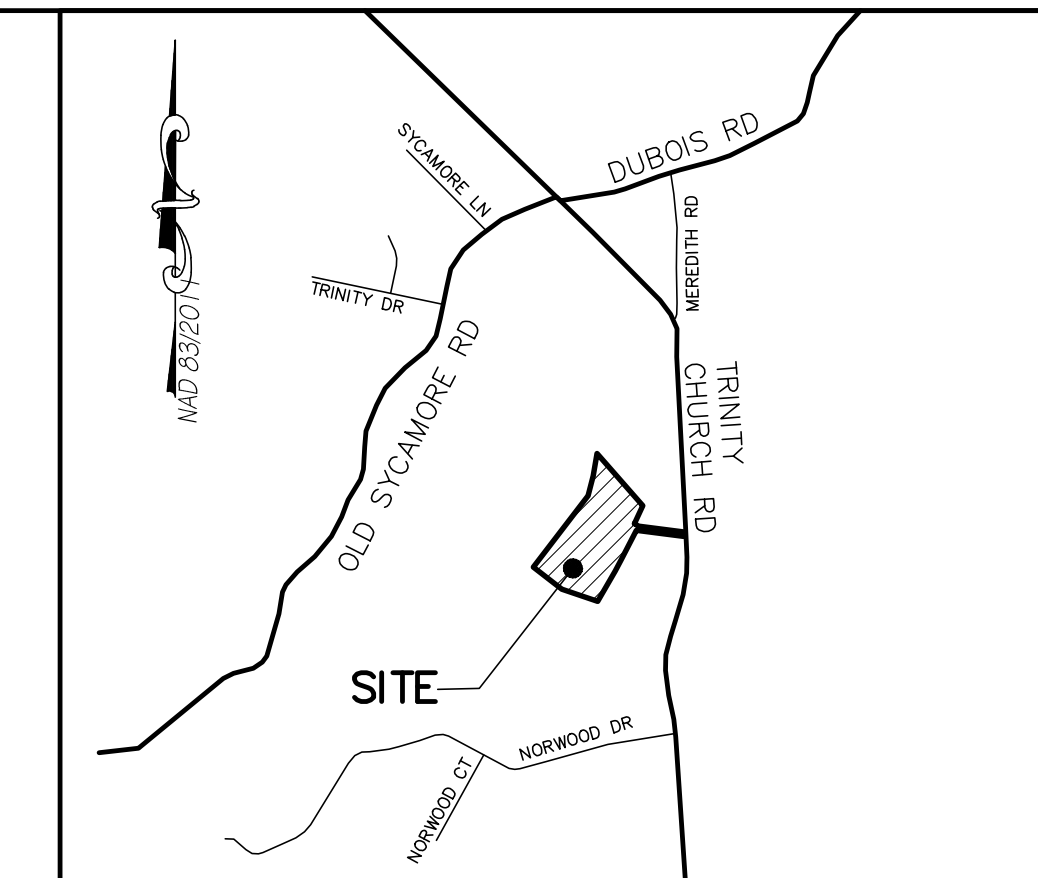 SYCAMORE LN
DUBOIS RD
MEREDITH RD
TRINITY DR
NAD 83/2011
OLD SYCAMORE RD
TRINITY
CHURCH RD
SITE
NORWOOD DR
NORWOOD CT